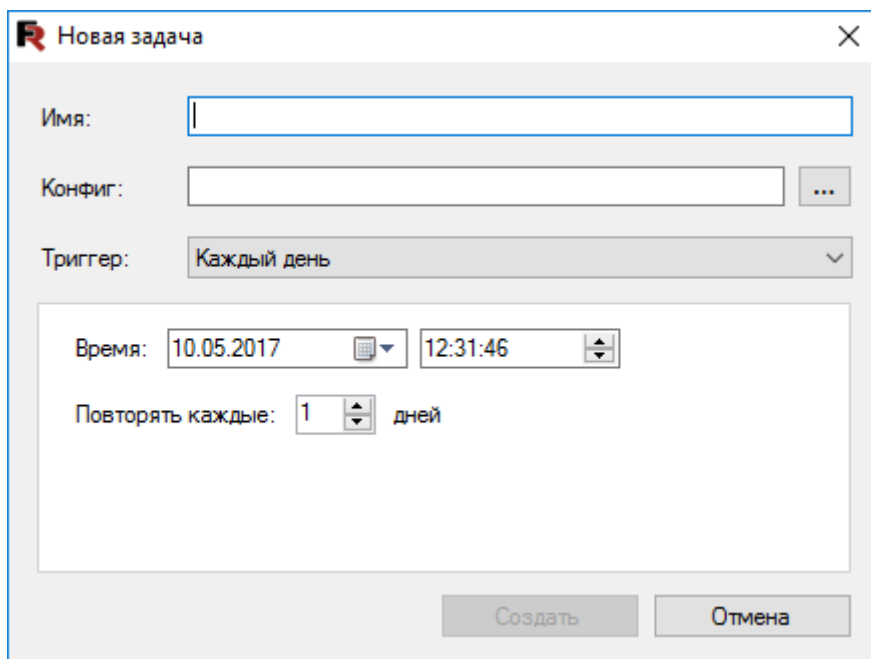 FR Новая задача
Имя:
Конфиг: ...
Триггер: Каждый день
Время: 10.05.2017 12:31:46
Повторять каждые: 1 дней
Создать Отмена